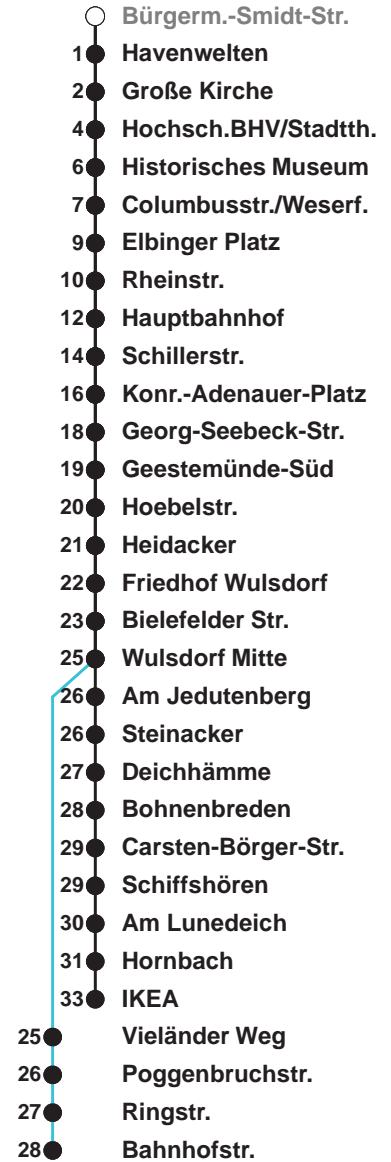 Bürgerm.-Smidt-Str.
1 Havenwelten
2 Große Kirche
4 Hochsch.BHV/Stadtth.
6 Historisches Museum
7 Columbusstr./Weserf.
9 Elbinger Platz
10 Rheinstr.
12 Hauptbahnhof
14 Schillerstr.
16 Konr.-Adenauer-Platz
18 Georg-Seebeck-Str.
19 Geestemünde-Süd
20 Hoebelstr.
21 Heidacker
22 Friedhof Wulsdorf
23 Bielefelder Str.
25 Wulsdorf Mitte
26 Am Jedutenberg
26 Steinacker
27 Deichhämme
28 Bohnenbreden
29 Carsten-Börger-Str.
29 Schiffshören
30 Am Lunedeich
31 Hornbach
33 IKEA
25 Vieländer Weg
26 Poggenbruchstr.
27 Ringstr.
28 Bahnhofstr.